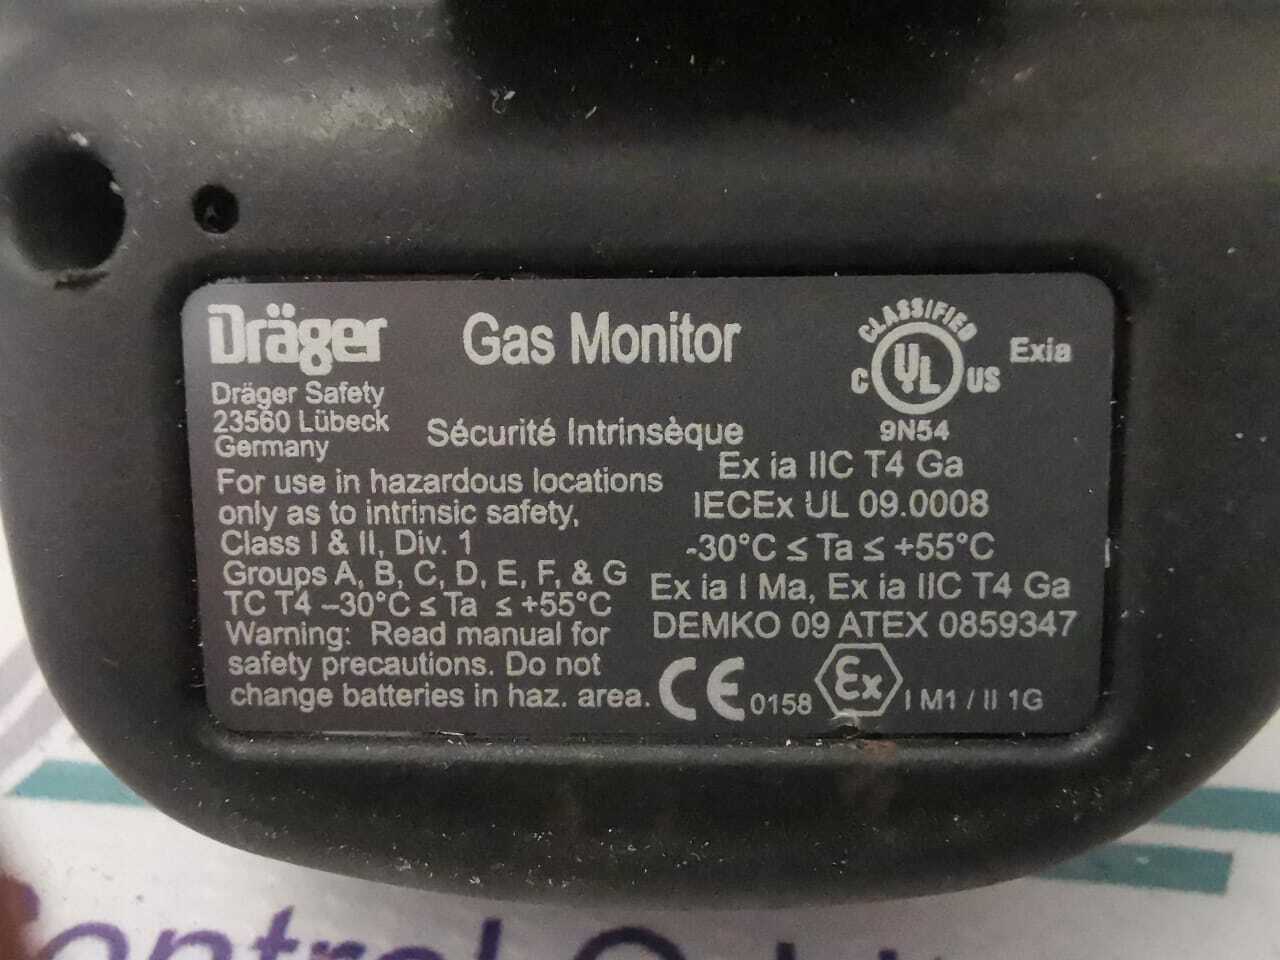 Dräger
Gas Monitor
CLASSIFIED
C UL US
Exia
9N54
Dräger Safety
23560 Lübeck
Germany
Sécurité Intrinsèque
For use in hazardous locations
only as to intrinsic safety,
Class I & II, Div. 1
Groups A, B, C, D, E, F, & G
TC T4 –30°C ≤ Ta ≤ +55°C
Warning: Read manual for
safety precautions. Do not
change batteries in haz. area.
Ex ia IIC T4 Ga
IECEx UL 09.0008
-30°C ≤ Ta ≤ +55°C
Ex ia I Ma, Ex ia IIC T4 Ga
DEMKO 09 ATEX 0859347
CE 0158 Ex I M1 / II 1G